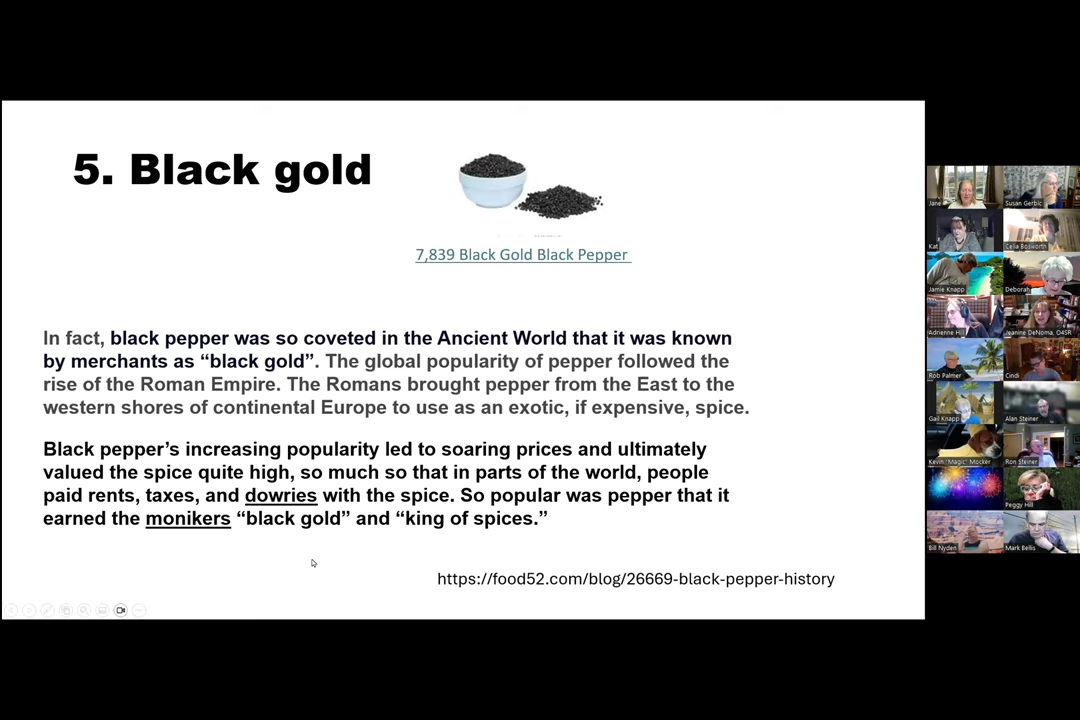 5. Black gold
7,839 Black Gold Black Pepper
In fact, black pepper was so coveted in the Ancient World that it was known
by merchants as “black gold”. The global popularity of pepper followed the
rise of the Roman Empire. The Romans brought pepper from the East to the
western shores of continental Europe to use as an exotic, if expensive, spice.
Black pepper’s increasing popularity led to soaring prices and ultimately
valued the spice quite high, so much so that in parts of the world, people
paid rents, taxes, and dowries with the spice. So popular was pepper that it
earned the monikers “black gold” and “king of spices.”
https://food52.com/blog/26669-black-pepper-history
Jane
Susan Gerbic
Kat
Celia Bosworth
Jamie Knapp
Deborah
Adrienne Hill
Jeanine DeNoma, O4SR
Rob Palmer
Cindi
Gail Knapp
Alan Steiner
Kevin "Magic" Mocker
Ron Steiner
Peggy Hill
Bill Nyden
Mark Bellis